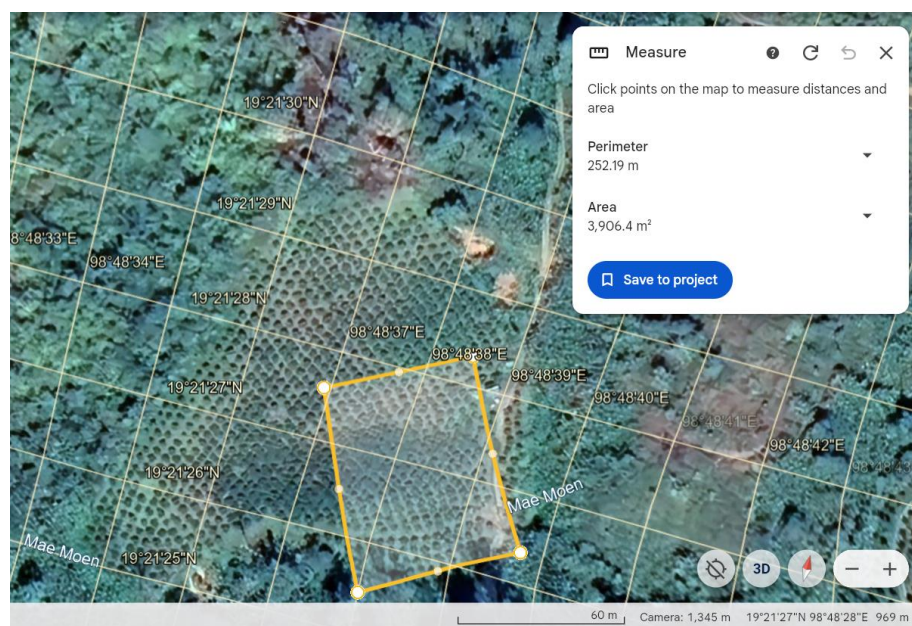 Measure
Click points on the map to measure distances and
area
Perimeter
252.19 m
Area
3,906.4 m²
Save to project
19°21'30"N
19°21'29"N
8°48'33"E
98°48'34"E
19°21'28"N
98°48'37"E
98°48'38"E
98°48'39"E
19°21'27"N
98°48'40"E
98°48'41"E
98°48'42"E
98°48'43
19°21'26"N
Mae Moen
Mae Moen
19°21'25"N
3D
60 m
Camera: 1,345 m
19°21'27"N 98°48'28"E
969 m